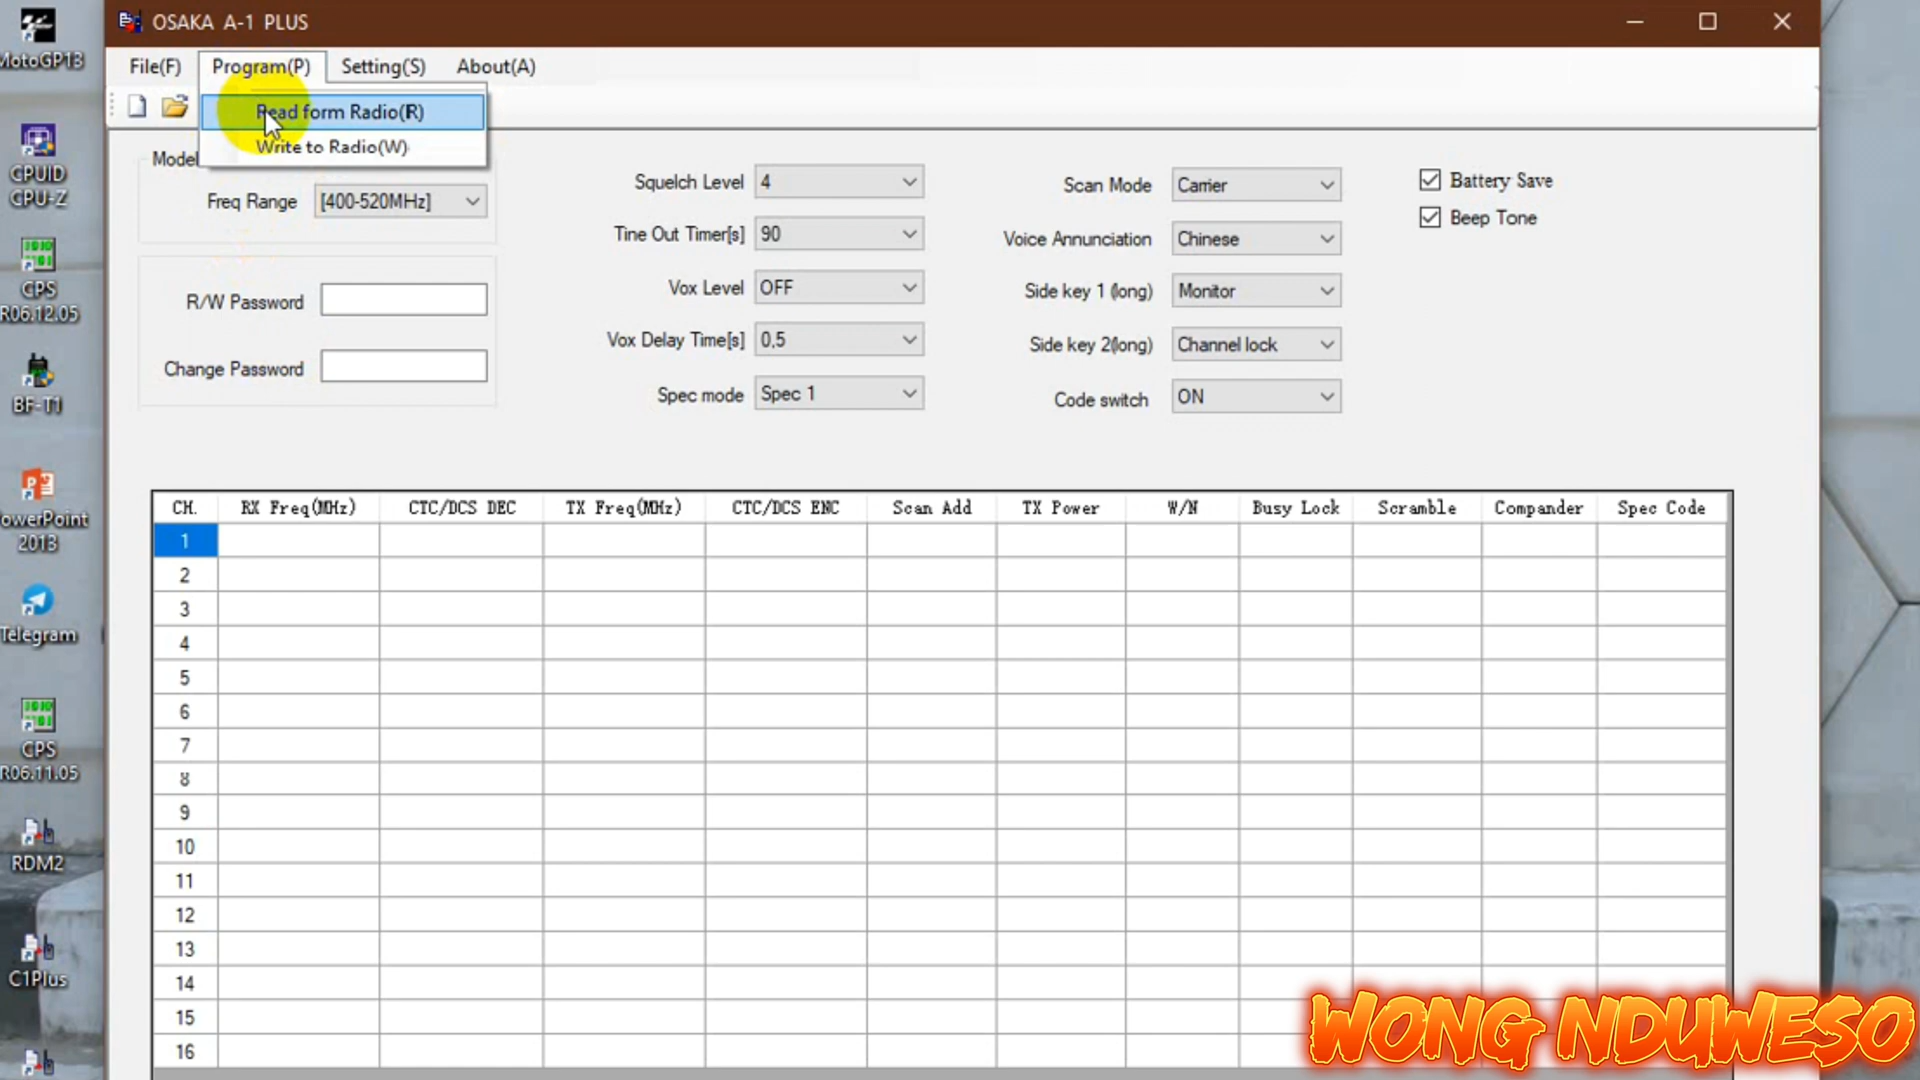 OSAKA A-1 PLUS
File(F) Program(P) Setting(S) About(A)
Read form Radio(R)
Write to Radio(W)
Model
Freq Range [400-520MHz]
R/W Password
Change Password
Squelch Level 4
Tine Out Timer[s] 90
Vox Level OFF
Vox Delay Time[s] 0,5
Spec mode Spec 1
Scan Mode Carrier
Voice Annunciation Chinese
Side key 1 (long) Monitor
Side key 2(long) Channel lock
Code switch ON
Battery Save
Beep Tone
CH. RX Freq(MHz) CTC/DCS DEC TX Freq(MHz) CTC/DCS ENC Scan Add TX Power W/N Busy Lock Scramble Compander Spec Code
1
2
3
4
5
6
7
8
9
10
11
12
13
14
15
16
MotoGP13
CPUID
CPU-Z
CPS
R06.12.05
BF-T1
owerPoint
2013
Telegram
CPS
R06.11.05
RDM2
C1Plus
WONG NDUWESO